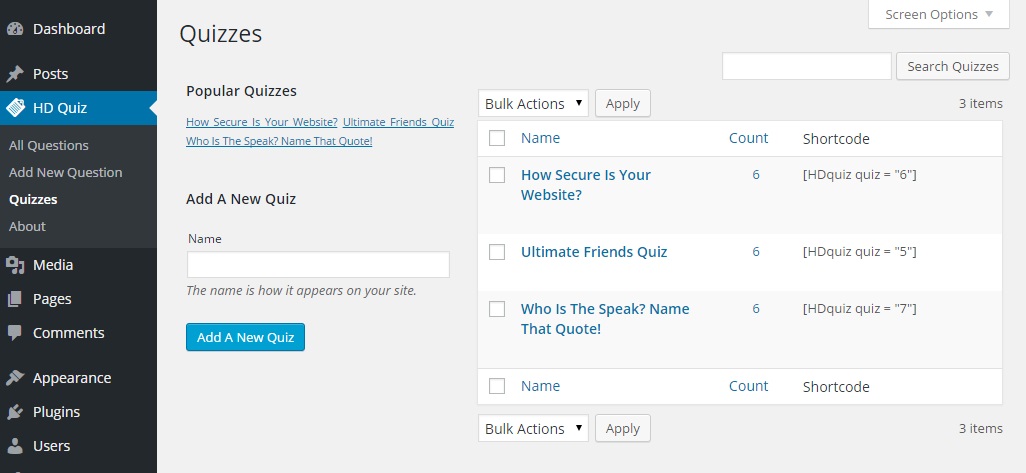 Screen Options
Dashboard
Posts
HD Quiz
All Questions
Add New Question
Quizzes
About
Media
Pages
Comments
Appearance
Plugins
Users
Quizzes
Search Quizzes
Popular Quizzes
How Secure Is Your Website? Ultimate Friends Quiz
Who Is The Speak? Name That Quote!
Add A New Quiz
Name
The name is how it appears on your site.
Add A New Quiz
Bulk Actions Apply 3 items
Name Count Shortcode
How Secure Is Your 6 [HDquiz quiz = "6"]
Website?
Ultimate Friends Quiz 6 [HDquiz quiz = "5"]
Who Is The Speak? Name 6 [HDquiz quiz = "7"]
That Quote!
Name Count Shortcode
Bulk Actions Apply 3 items